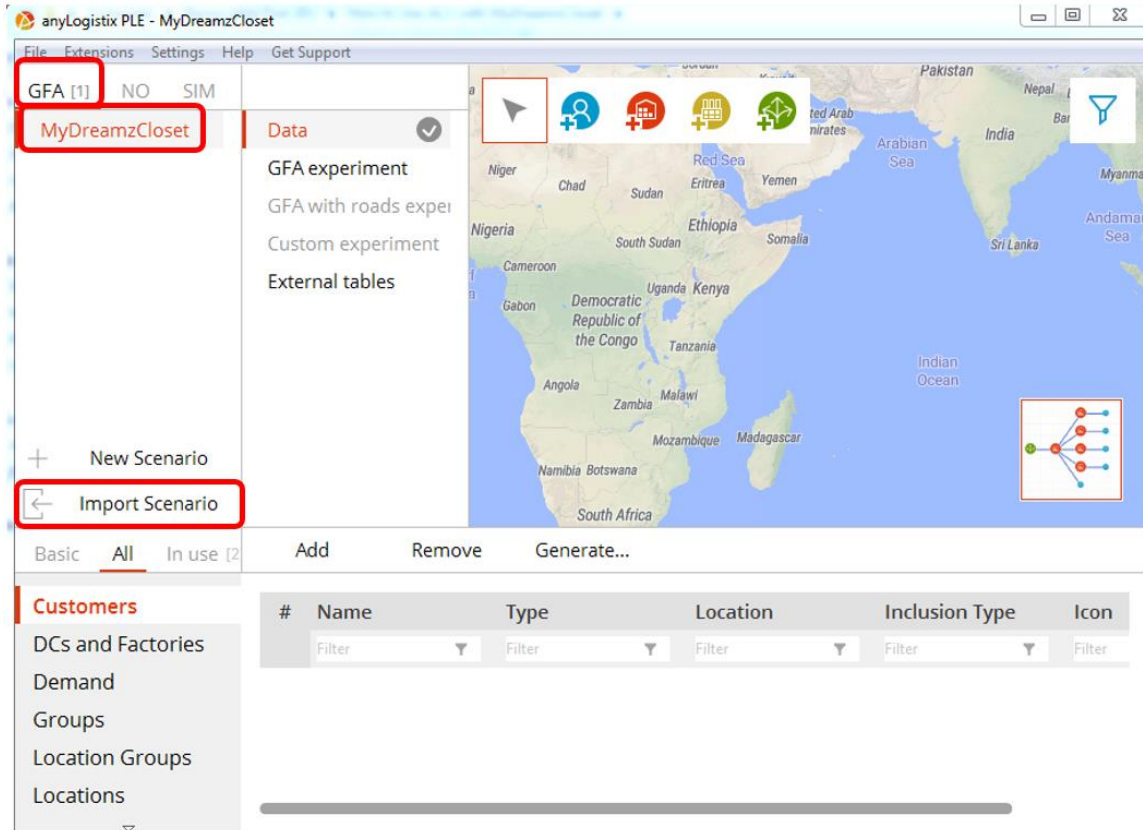 anyLogistix PLE - MyDreamzCloset
File Extensions Settings Help Get Support
GFA [1] NO SIM
MyDreamzCloset
Data
GFA experiment
GFA with roads exper
Custom experiment
External tables
New Scenario
Import Scenario
Pakistan
Nepal
India
Arabian
Sea
Myanma
Andaman
Sea
Sri Lanka
Red Sea
Niger
Chad
Sudan
Eritrea
Yemen
Nigeria
Ethiopia
South Sudan
Somalia
Cameroon
Uganda Kenya
Gabon
Democratic
Republic of
the Congo
Tanzania
Indian
Ocean
Angola
Malawi
Zambia
Mozambique
Madagascar
Namibia Botswana
South Africa
Basic All In use [2
Add Remove Generate...
Customers
DCs and Factories
Demand
Groups
Location Groups
Locations
# Name Type Location Inclusion Type Icon
Filter Filter Filter Filter Filter